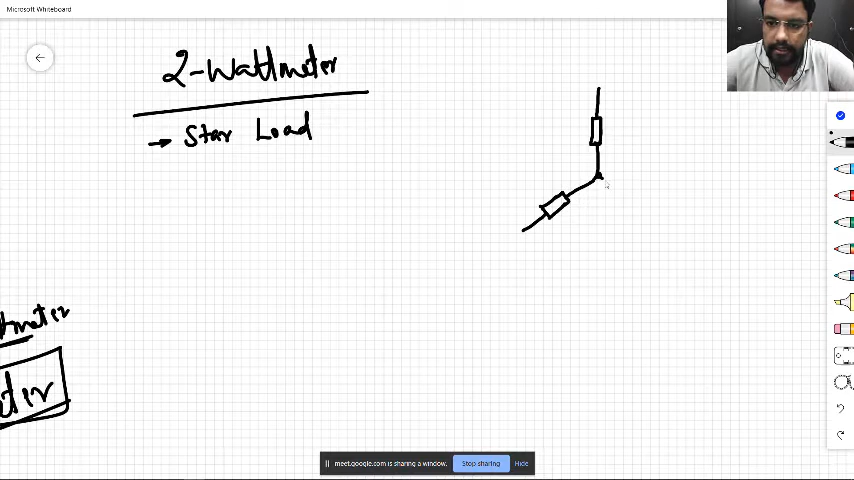 Microsoft Whiteboard
2-Wattmeter
→ Star Load
meet.google.com is sharing a window.
Stop sharing
Hide